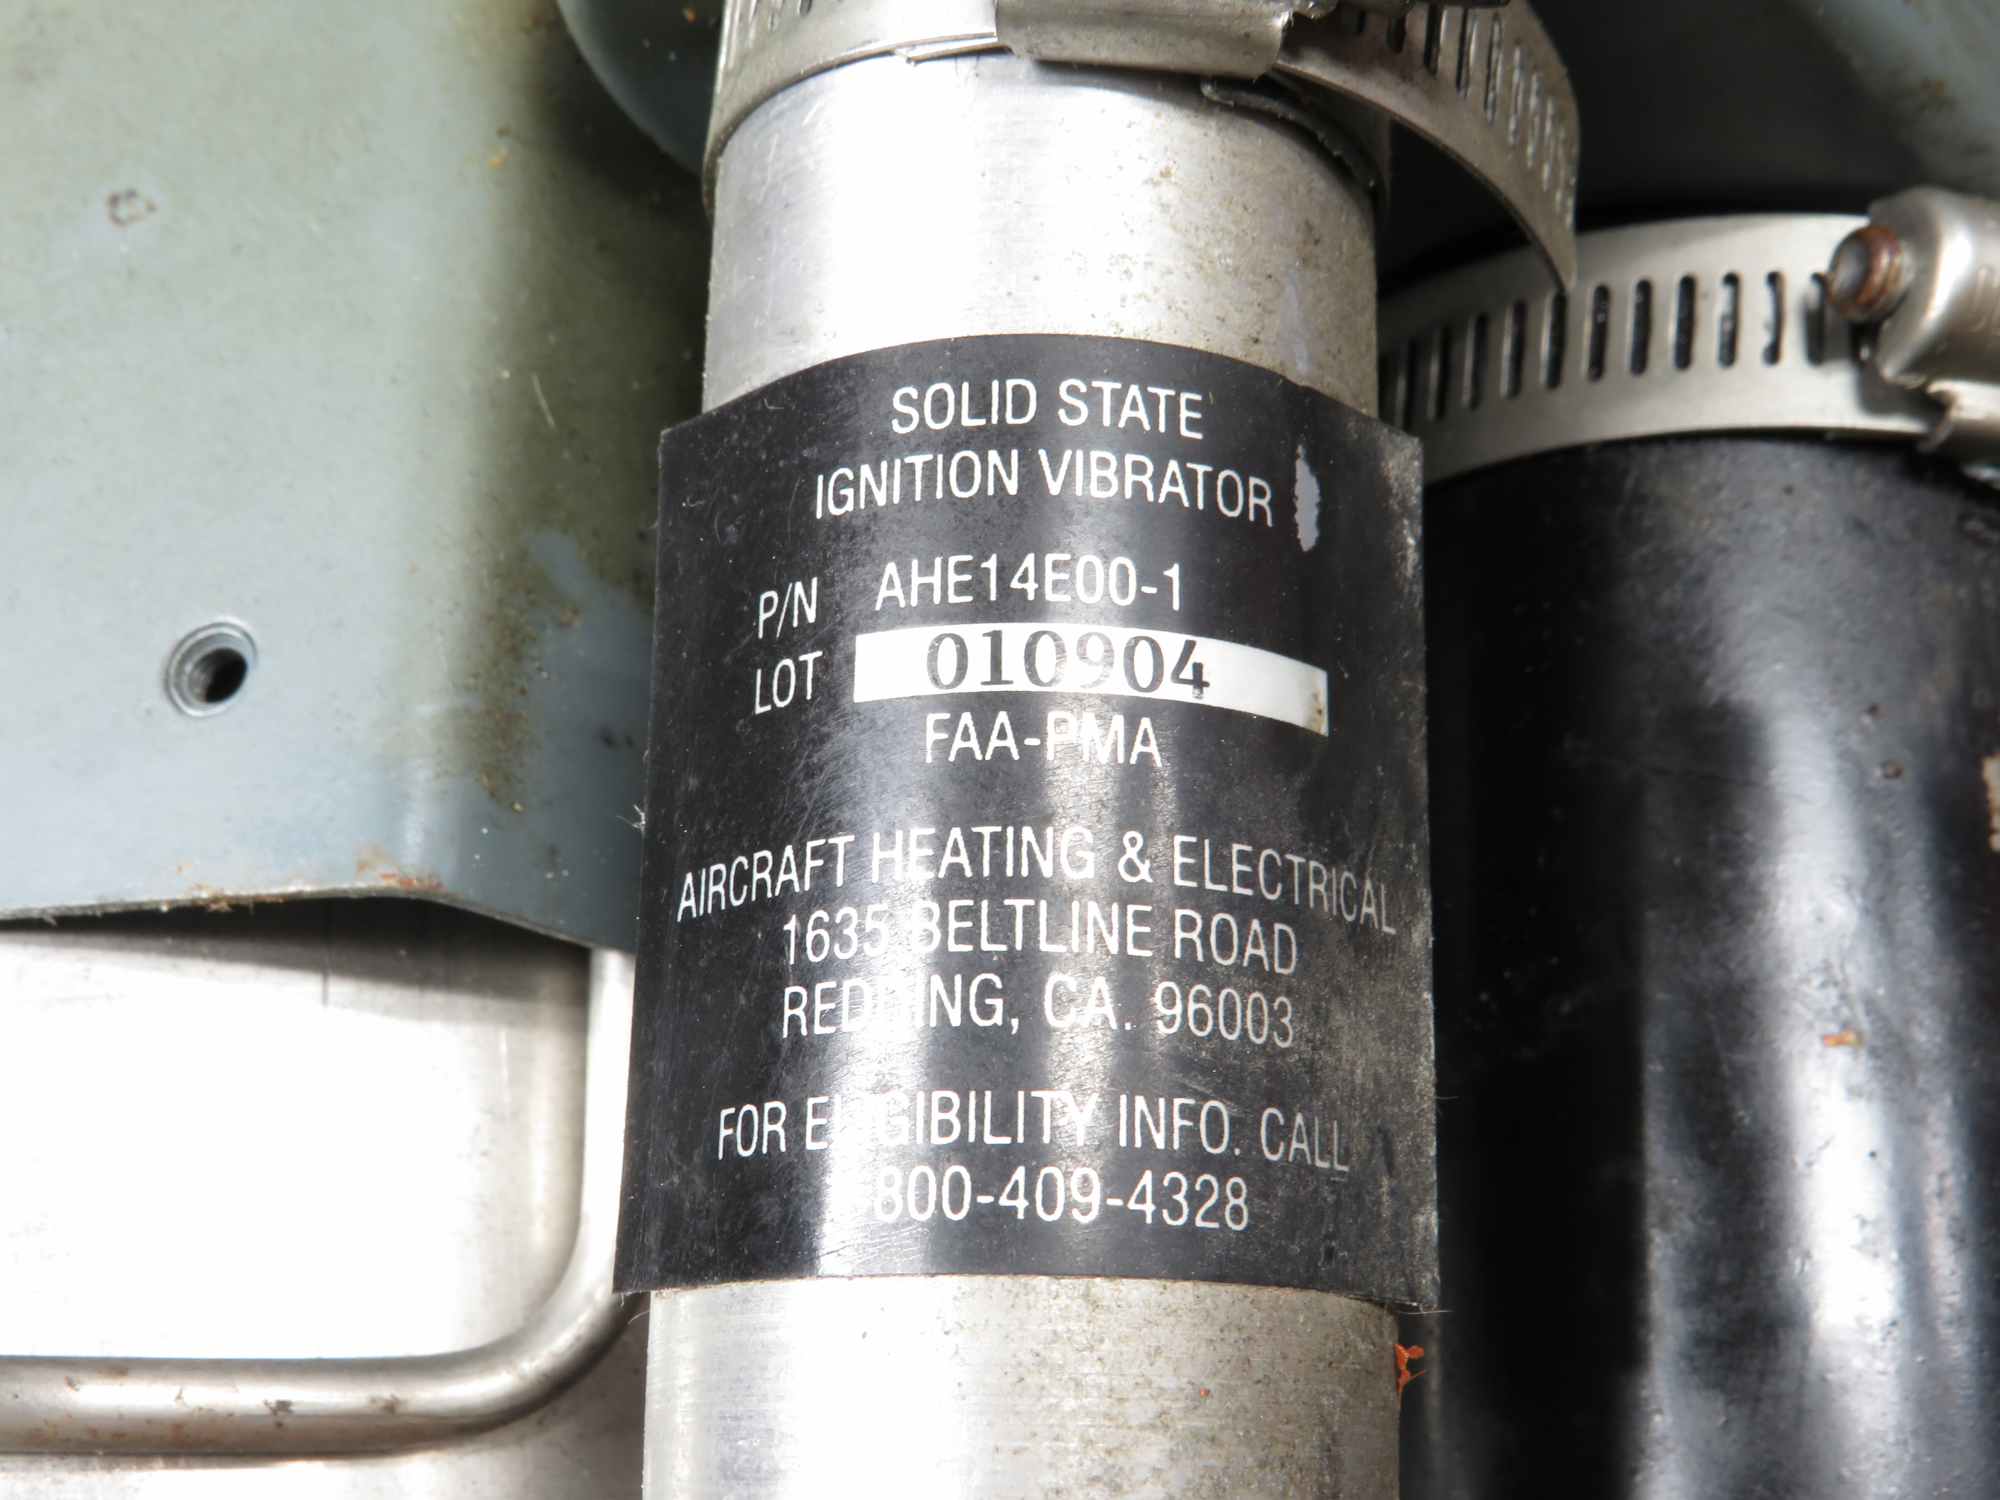 SOLID STATE
IGNITION VIBRATOR
P/N AHE14E00-1
LOT 010904
FAA-PMA
AIRCRAFT HEATING & ELECTRICAL
1635 BELTLINE ROAD
REDDING, CA. 96003
FOR ELIGIBILITY INFO. CALL
800-409-4328